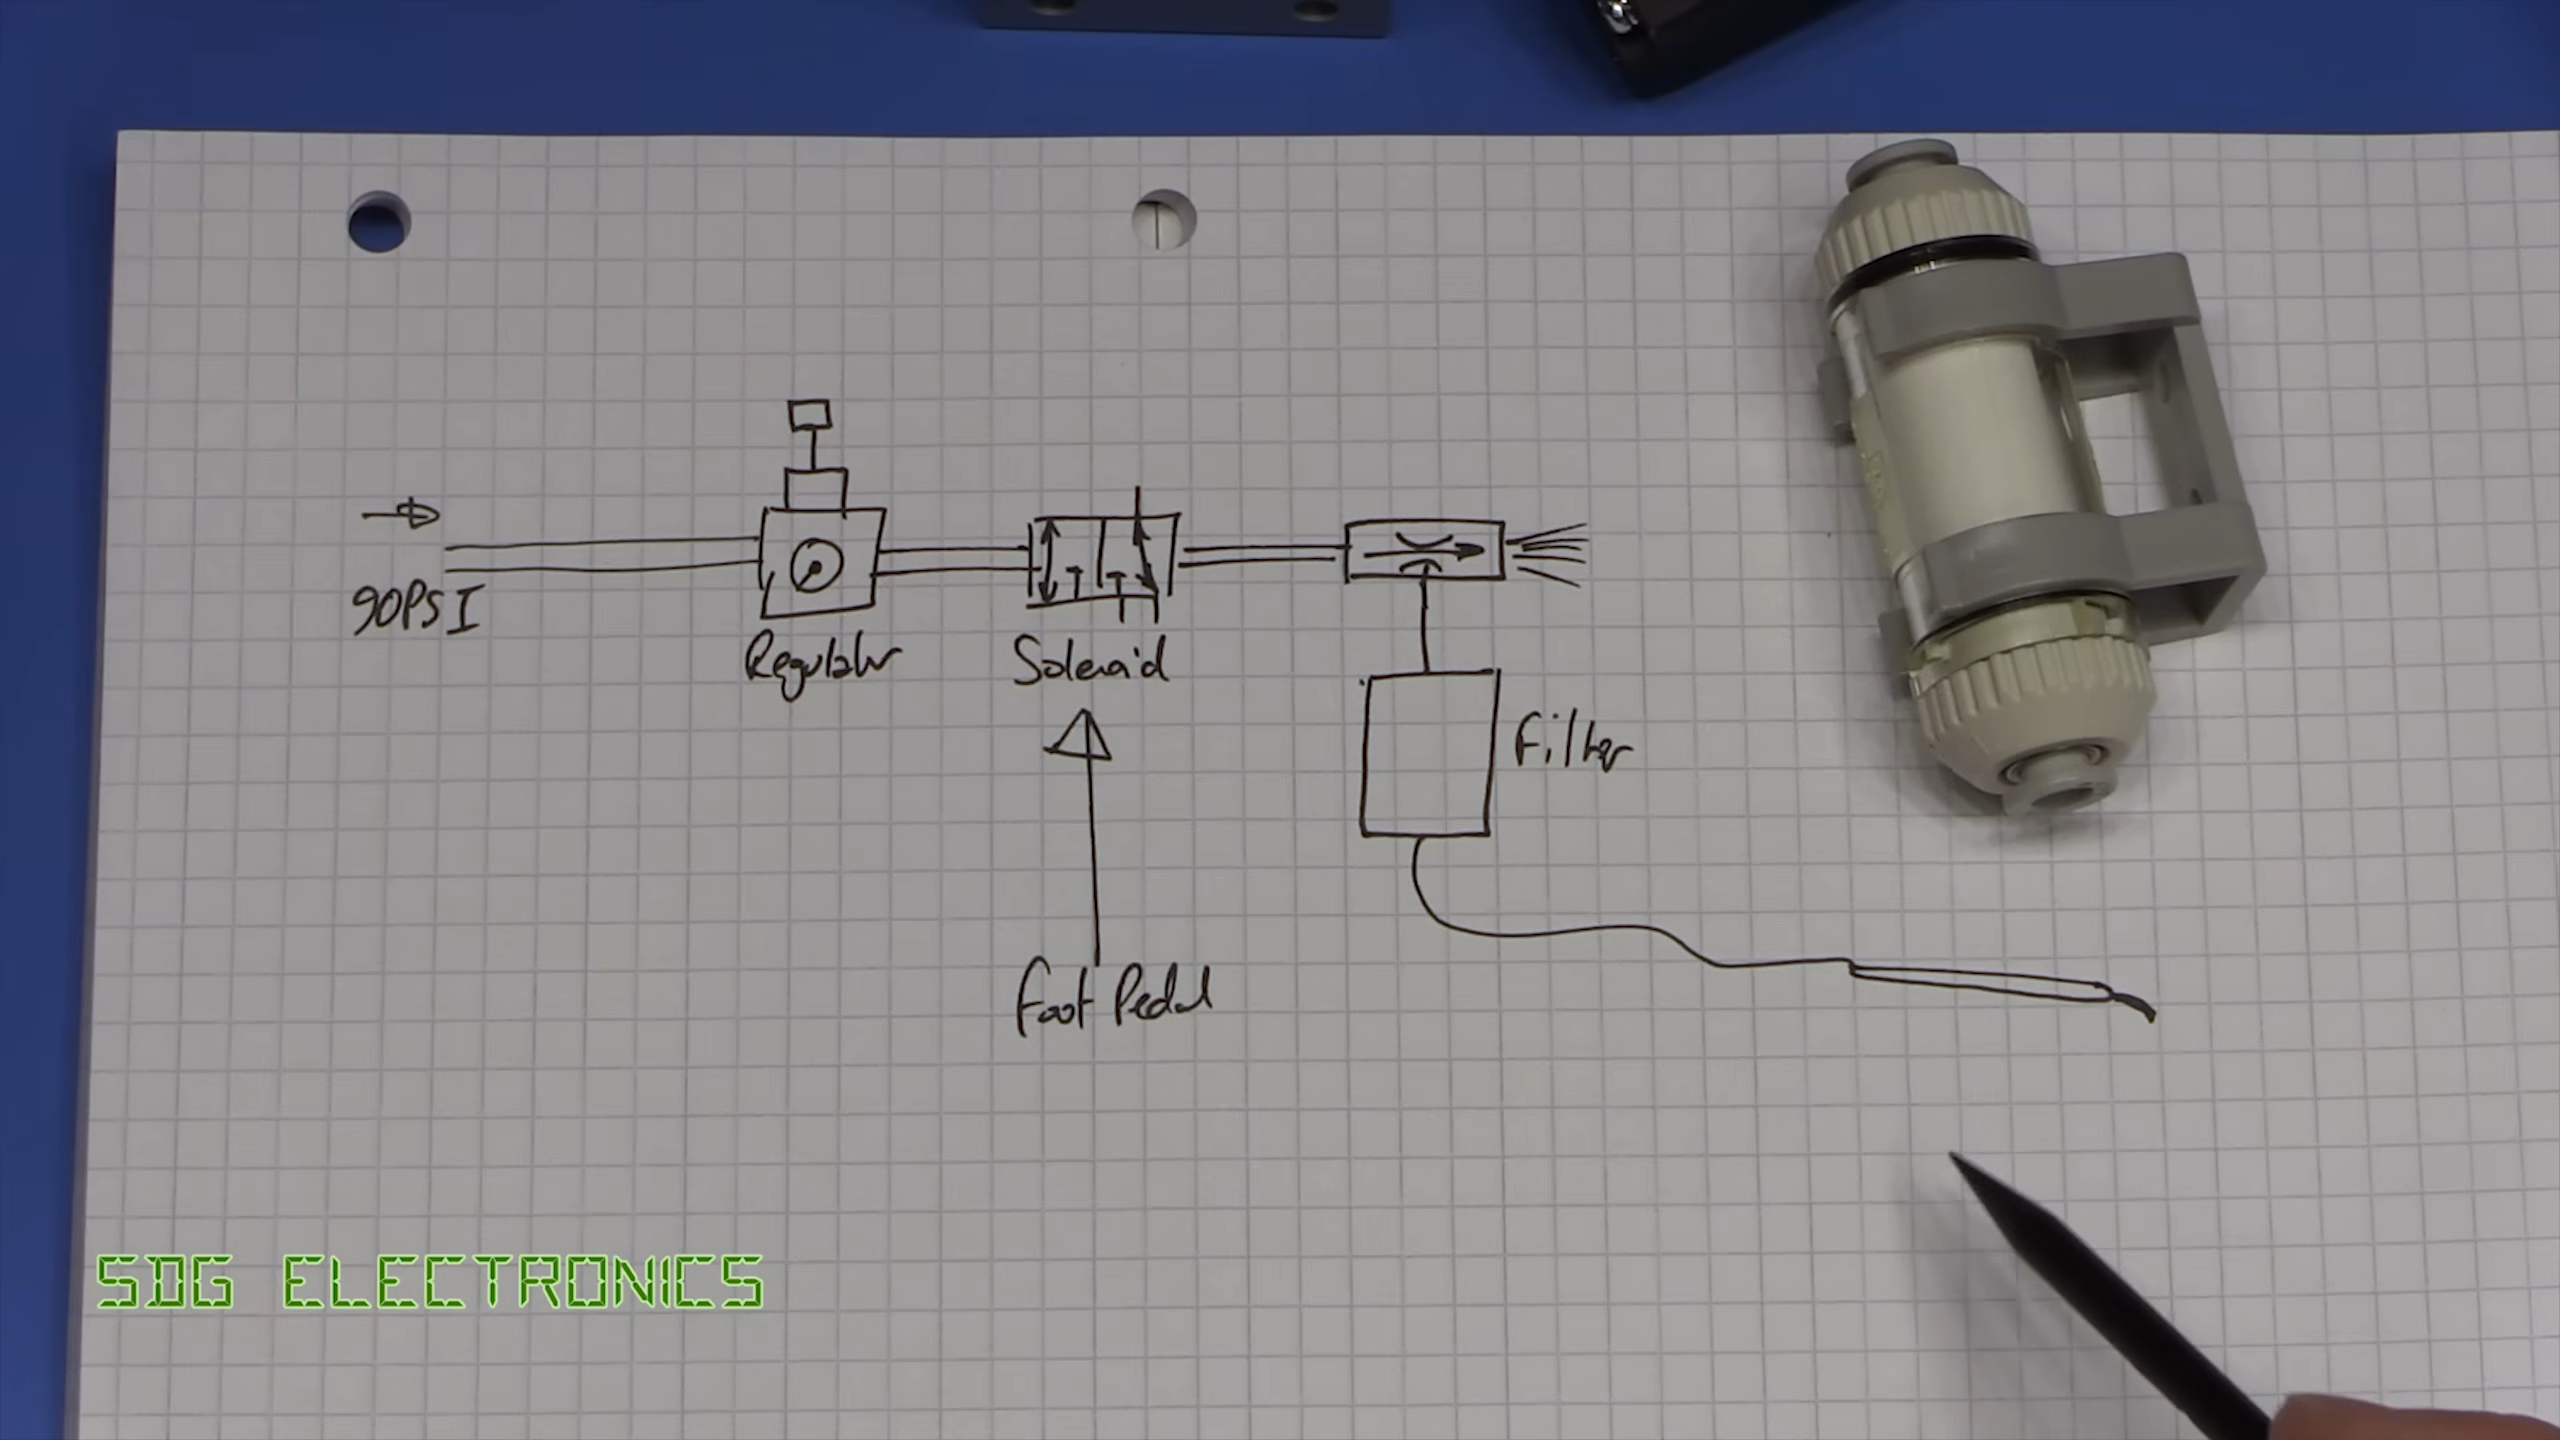 90PSI
Regulator
Solenoid
Filter
Foot Pedal
SDG ELECTRONICS